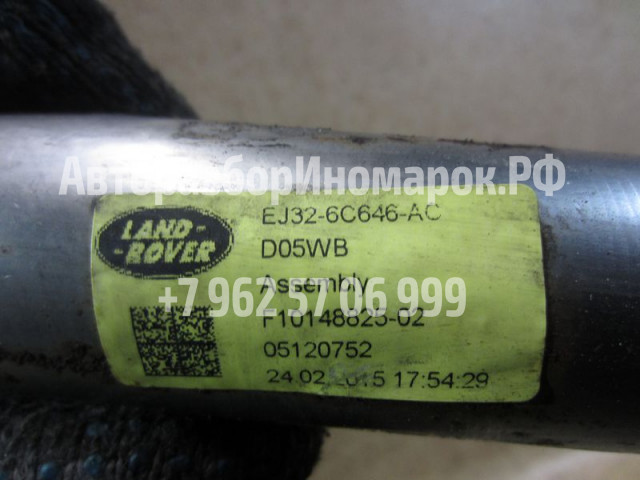 АвторазборИномарок.РФ
LAND-
-ROVER
EJ32-6C646-AC
D05WB
Assembly
+7 962 57 06 999
F10148825-02
05120752
24.02.2015 17:54:29